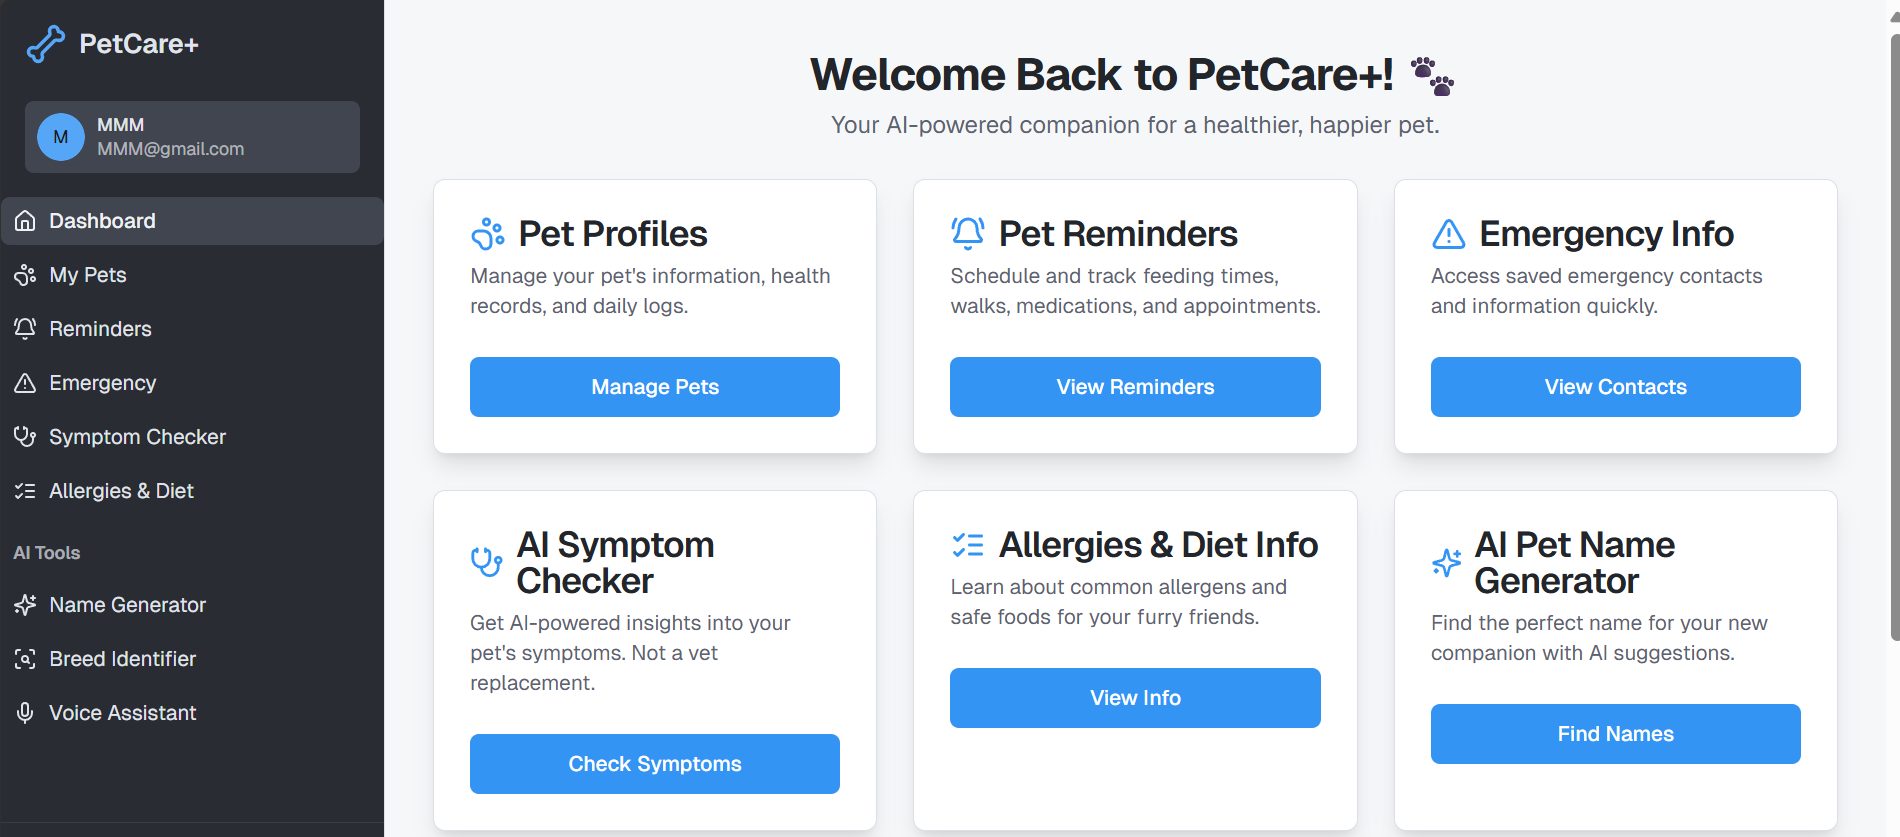 PetCare+
M
MMM
MMM@gmail.com
Dashboard
My Pets
Reminders
Emergency
Symptom Checker
Allergies & Diet
AI Tools
Name Generator
Breed Identifier
Voice Assistant
Welcome Back to PetCare+! 🐾
Your AI-powered companion for a healthier, happier pet.
Pet Profiles
Manage your pet's information, health
records, and daily logs.
Manage Pets
Pet Reminders
Schedule and track feeding times,
walks, medications, and appointments.
View Reminders
Emergency Info
Access saved emergency contacts
and information quickly.
View Contacts
AI Symptom
Checker
Get AI-powered insights into your
pet's symptoms. Not a vet
replacement.
Check Symptoms
Allergies & Diet Info
Learn about common allergens and
safe foods for your furry friends.
View Info
AI Pet Name
Generator
Find the perfect name for your new
companion with AI suggestions.
Find Names